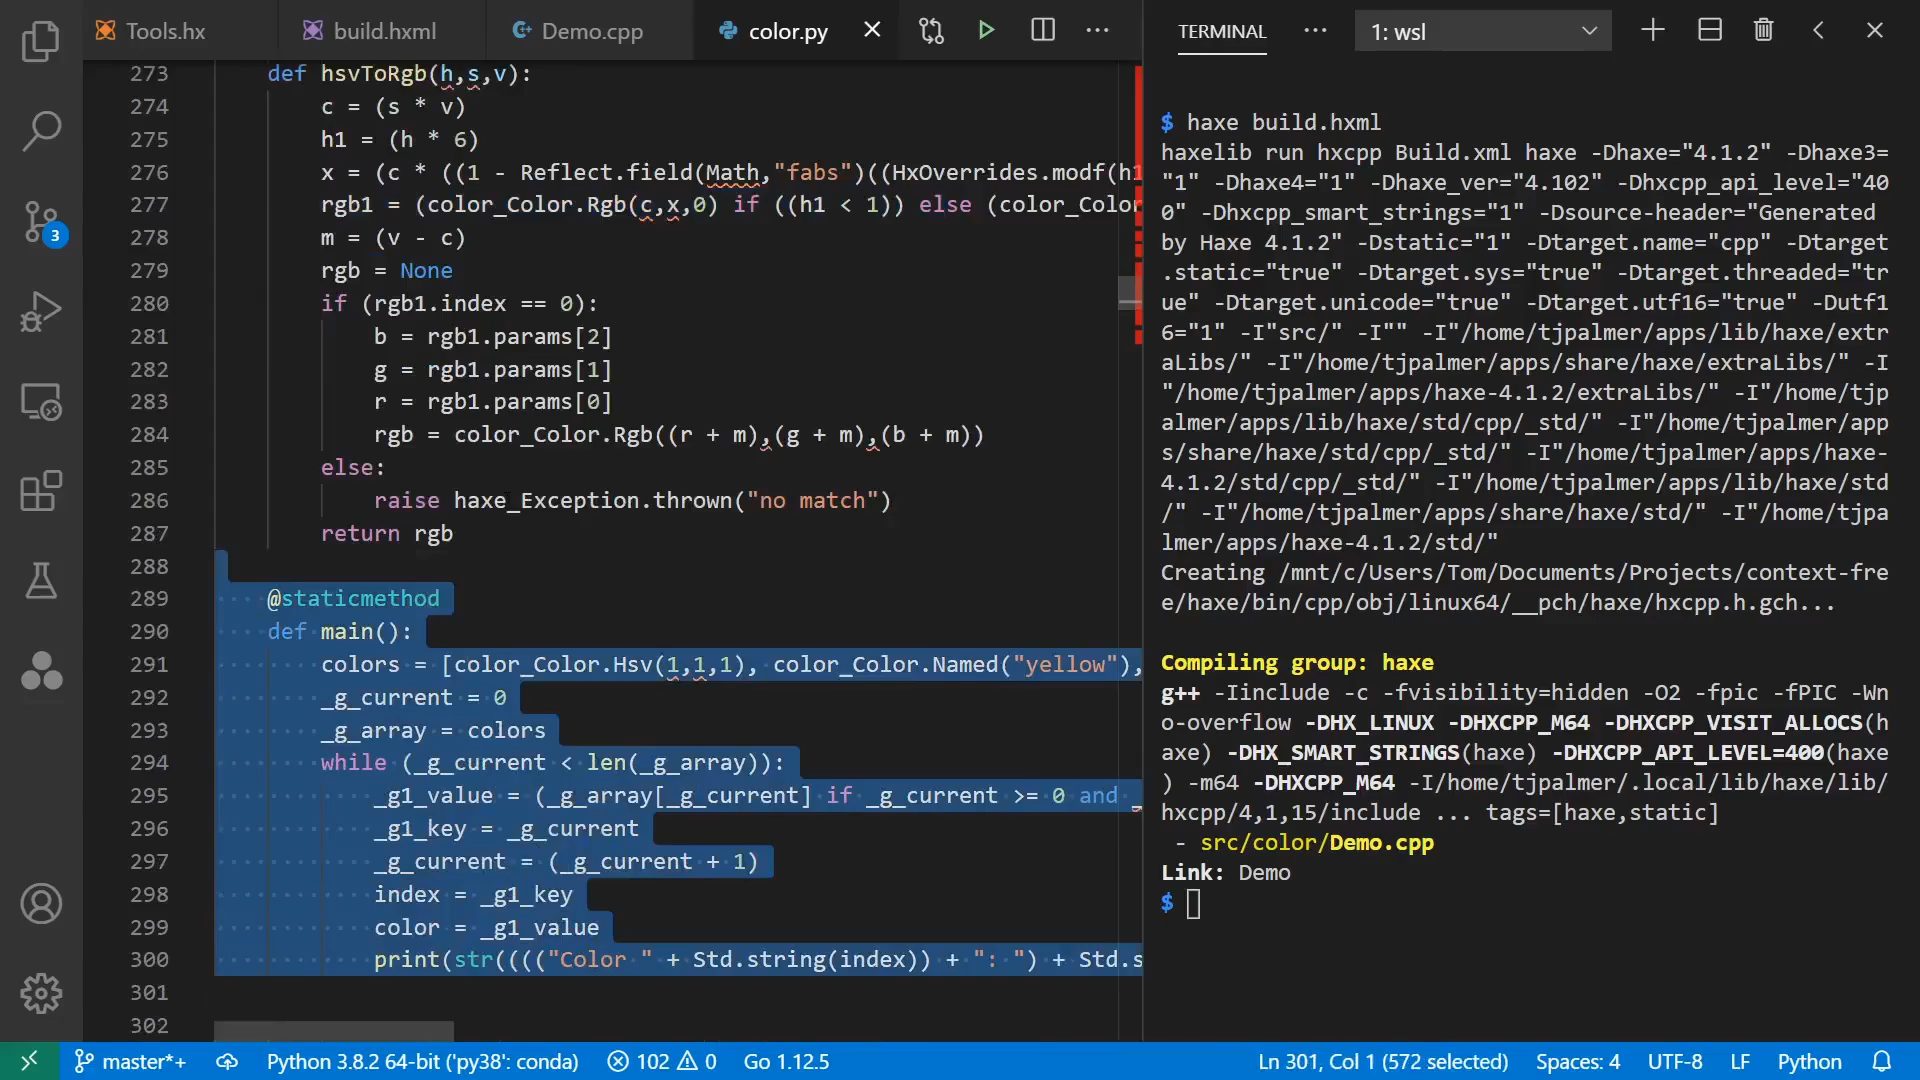 Tools.hx
build.hxml
Demo.cpp
color.py
273 def hsvToRgb(h,s,v):
274 c = (s * v)
275 h1 = (h * 6)
276 x = (c * ((1 - Reflect.field(Math,"fabs")((HxOverrides.modf(h1
277 rgb1 = (color_Color.Rgb(c,x,0) if ((h1 < 1)) else (color_Color
278 m = (v - c)
279 rgb = None
280 if (rgb1.index == 0):
281 b = rgb1.params[2]
282 g = rgb1.params[1]
283 r = rgb1.params[0]
284 rgb = color_Color.Rgb((r + m),(g + m),(b + m))
285 else:
286 raise haxe_Exception.thrown("no match")
287 return rgb
288
289 @staticmethod
290 def main():
291 colors = [color_Color.Hsv(1,1,1), color_Color.Named("yellow"),
292 _g_current = 0
293 _g_array = colors
294 while (_g_current < len(_g_array)):
295 _g1_value = (_g_array[_g_current] if _g_current >= 0 and _
296 _g1_key = _g_current
297 _g_current = (_g_current + 1)
298 index = _g1_key
299 color = _g1_value
300 print(str(((("Color " + Std.string(index)) + ": ") + Std.s
301
302
3
TERMINAL
1: wsl
$ haxe build.hxml
haxelib run hxcpp Build.xml haxe -Dhaxe="4.1.2" -Dhaxe3=
"1" -Dhaxe4="1" -Dhaxe_ver="4.102" -Dhxcpp_api_level="40
0" -Dhxcpp_smart_strings="1" -Dsource-header="Generated
by Haxe 4.1.2" -Dstatic="1" -Dtarget.name="cpp" -Dtarget
.static="true" -Dtarget.sys="true" -Dtarget.threaded="tr
ue" -Dtarget.unicode="true" -Dtarget.utf16="true" -Dutf1
6="1" -I"src/" -I"" -I"/home/tjpalmer/apps/lib/haxe/extr
aLibs/" -I"/home/tjpalmer/apps/share/haxe/extraLibs/" -I
"/home/tjpalmer/apps/haxe-4.1.2/extraLibs/" -I"/home/tjp
almer/apps/lib/haxe/std/cpp/_std/" -I"/home/tjpalmer/app
s/share/haxe/std/cpp/_std/" -I"/home/tjpalmer/apps/haxe-
4.1.2/std/cpp/_std/" -I"/home/tjpalmer/apps/lib/haxe/std
/" -I"/home/tjpalmer/apps/share/haxe/std/" -I"/home/tjpa
lmer/apps/haxe-4.1.2/std/"
Creating /mnt/c/Users/Tom/Documents/Projects/context-fre
e/haxe/bin/cpp/obj/linux64/__pch/haxe/hxcpp.h.gch...
Compiling group: haxe
g++ -Iinclude -c -fvisibility=hidden -O2 -fpic -fPIC -Wn
o-overflow -DHX_LINUX -DHXCPP_M64 -DHXCPP_VISIT_ALLOCS(h
axe) -DHX_SMART_STRINGS(haxe) -DHXCPP_API_LEVEL=400(haxe
) -m64 -DHXCPP_M64 -I/home/tjpalmer/.local/lib/haxe/lib/
hxcpp/4,1,15/include ... tags=[haxe,static]
- src/color/Demo.cpp
Link: Demo
$
master*+
Python 3.8.2 64-bit ('py38': conda)
102
0
Go 1.12.5
Ln 301, Col 1 (572 selected)
Spaces: 4
UTF-8
LF
Python